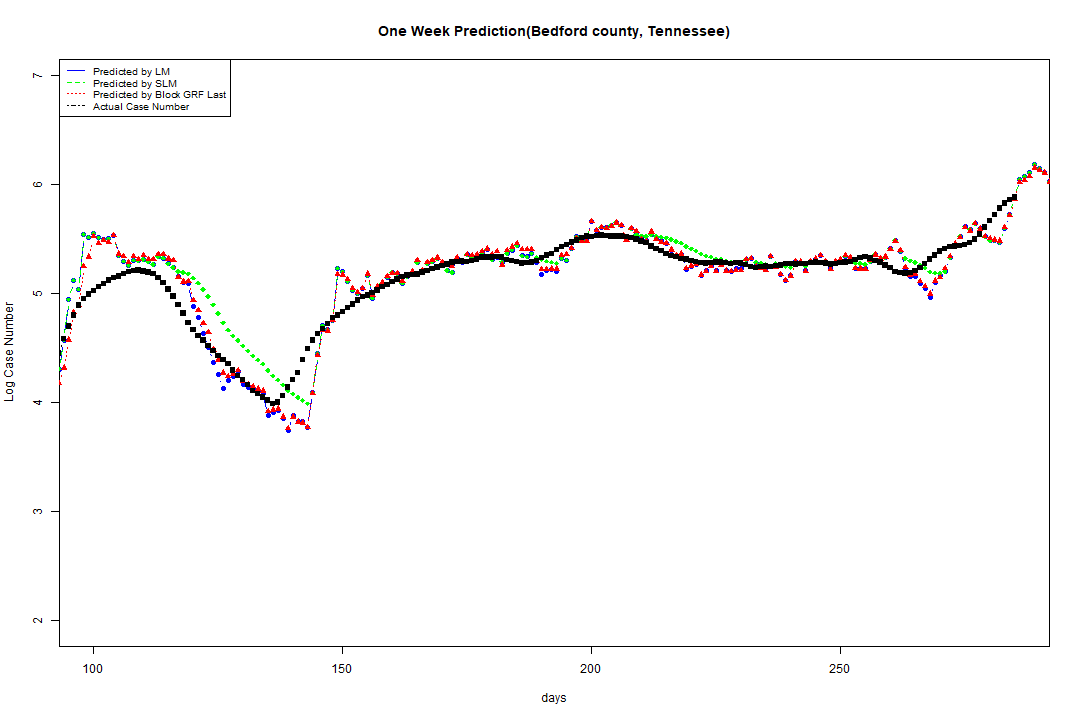 One Week Prediction(Bedford county, Tennessee)
Predicted by LM
Predicted by SLM
Predicted by Block GRF Last
Actual Case Number
7
6
5
4
3
2
Log Case Number
100 150 200 250
days